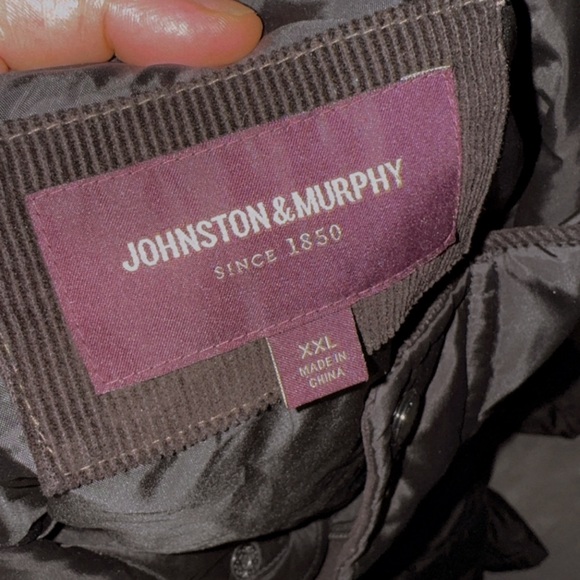 JOHNSTON & MURPHY
SINCE 1850
XXL
MADE IN
CHINA